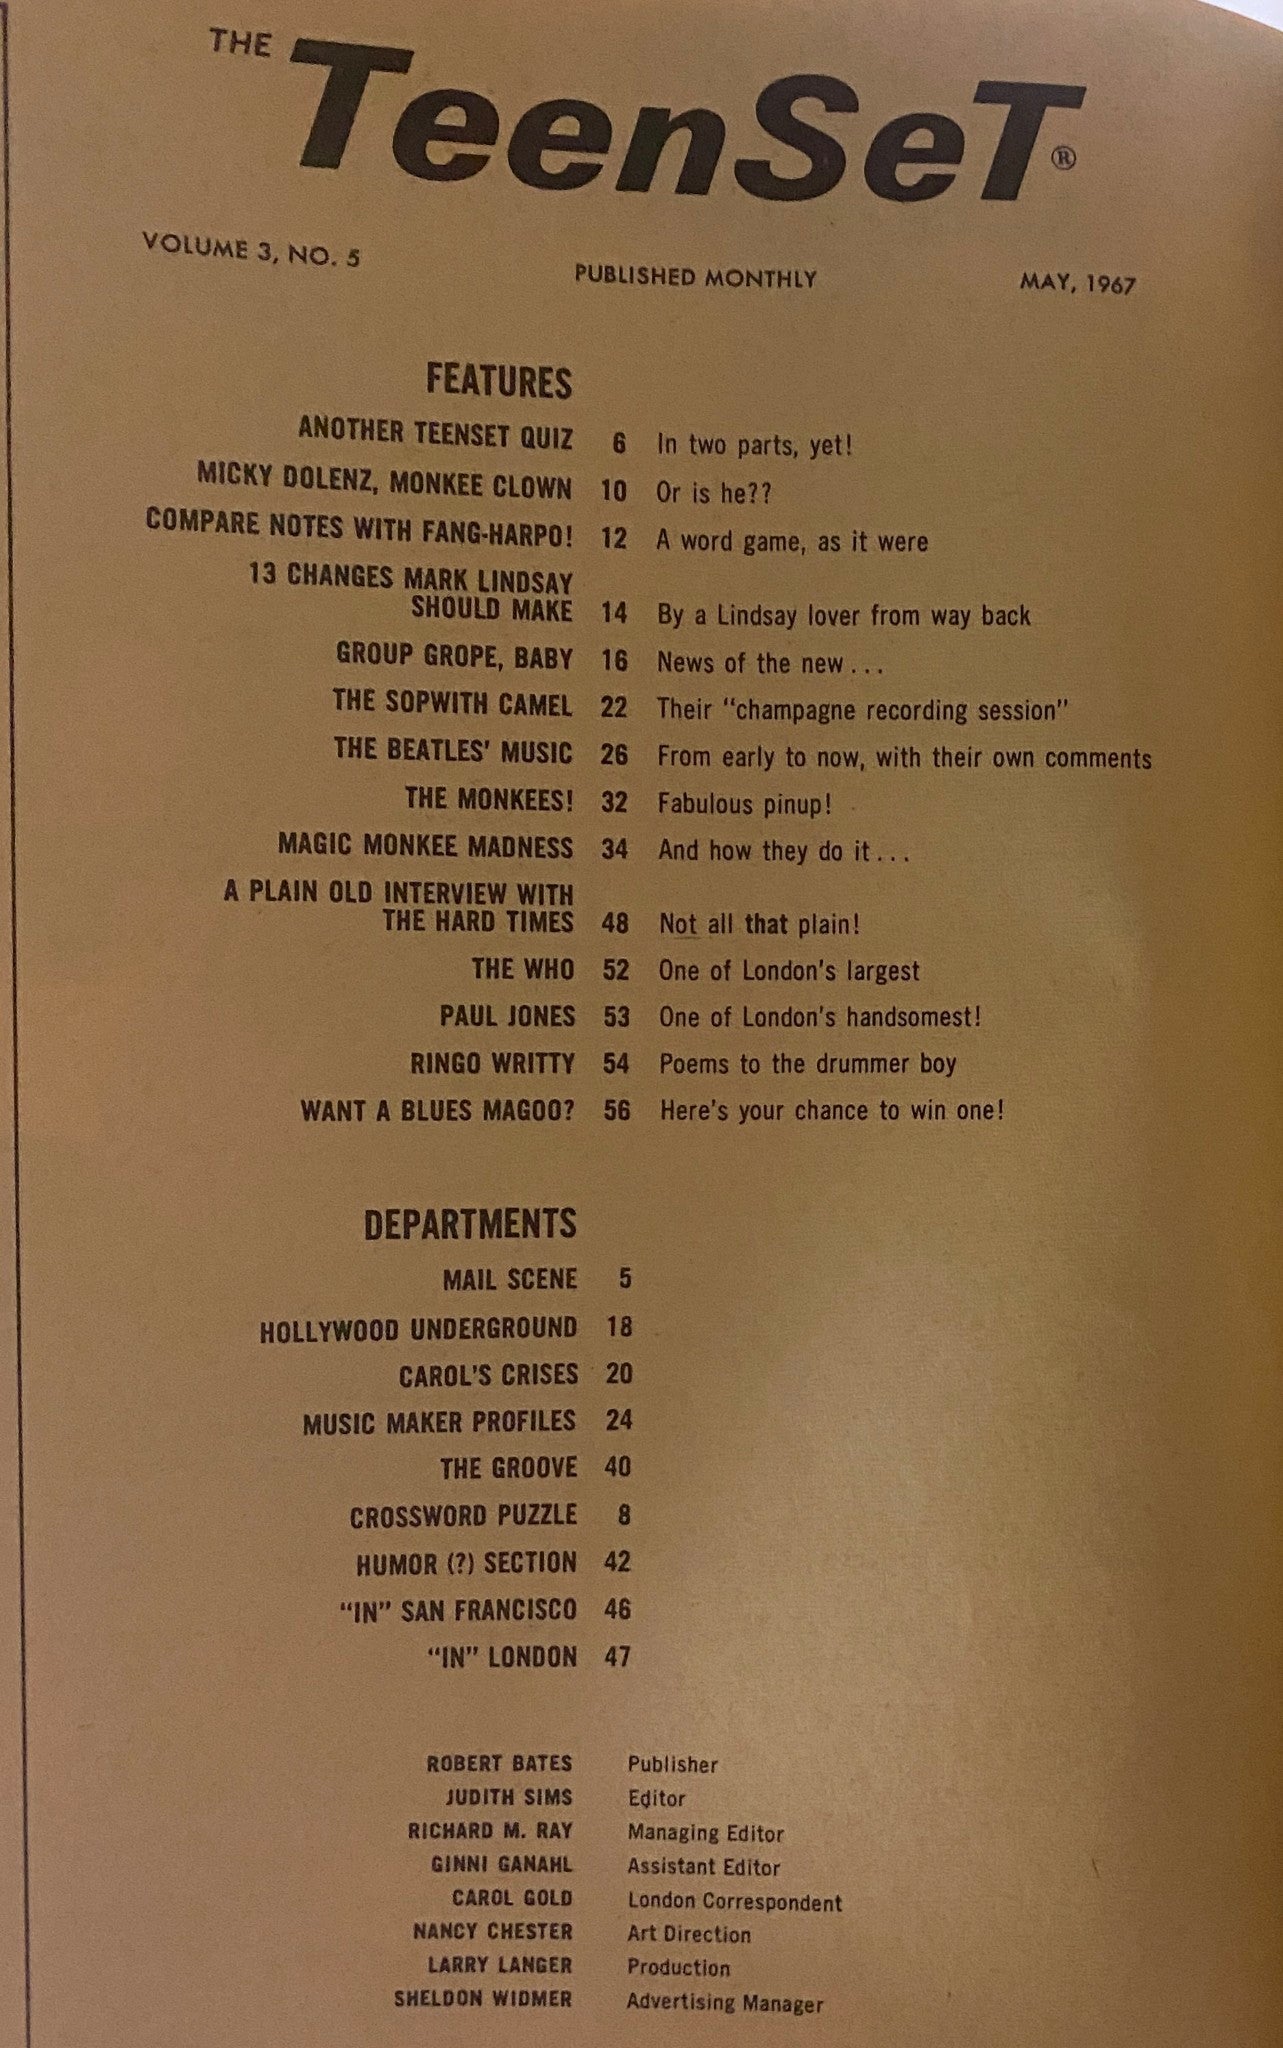 THE
TeenSeT®
VOLUME 3, NO. 5 PUBLISHED MONTHLY MAY, 1967
FEATURES
ANOTHER TEENSET QUIZ 6 In two parts, yet!
MICKY DOLENZ, MONKEE CLOWN 10 Or is he??
COMPARE NOTES WITH FANG-HARPO! 12 A word game, as it were
13 CHANGES MARK LINDSAY
SHOULD MAKE 14 By a Lindsay lover from way back
GROUP GROPE, BABY 16 News of the new...
THE SOPWITH CAMEL 22 Their "champagne recording session"
THE BEATLES' MUSIC 26 From early to now, with their own comments
THE MONKEES! 32 Fabulous pinup!
MAGIC MONKEE MADNESS 34 And how they do it...
A PLAIN OLD INTERVIEW WITH
THE HARD TIMES 48 Not all that plain!
THE WHO 52 One of London's largest
PAUL JONES 53 One of London's handsomest!
RINGO WRITTY 54 Poems to the drummer boy
WANT A BLUES MAGOO? 56 Here's your chance to win one!
DEPARTMENTS
MAIL SCENE 5
HOLLYWOOD UNDERGROUND 18
CAROL'S CRISES 20
MUSIC MAKER PROFILES 24
THE GROOVE 40
CROSSWORD PUZZLE 8
HUMOR (?) SECTION 42
"IN" SAN FRANCISCO 46
"IN" LONDON 47
ROBERT BATES Publisher
JUDITH SIMS Editor
RICHARD M. RAY Managing Editor
GINNI GANAHL Assistant Editor
CAROL GOLD London Correspondent
NANCY CHESTER Art Direction
LARRY LANGER Production
SHELDON WIDMER Advertising Manager